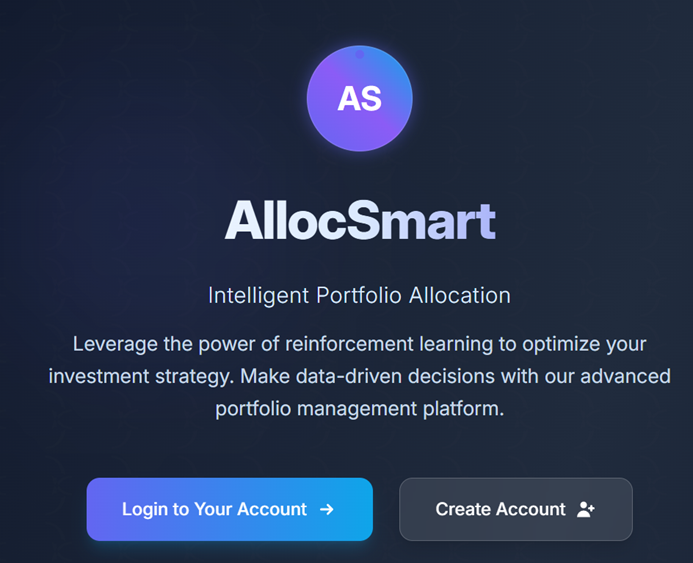 AS
AllocSmart
Intelligent Portfolio Allocation
Leverage the power of reinforcement learning to optimize your
investment strategy. Make data-driven decisions with our advanced
portfolio management platform.
Login to Your Account
Create Account